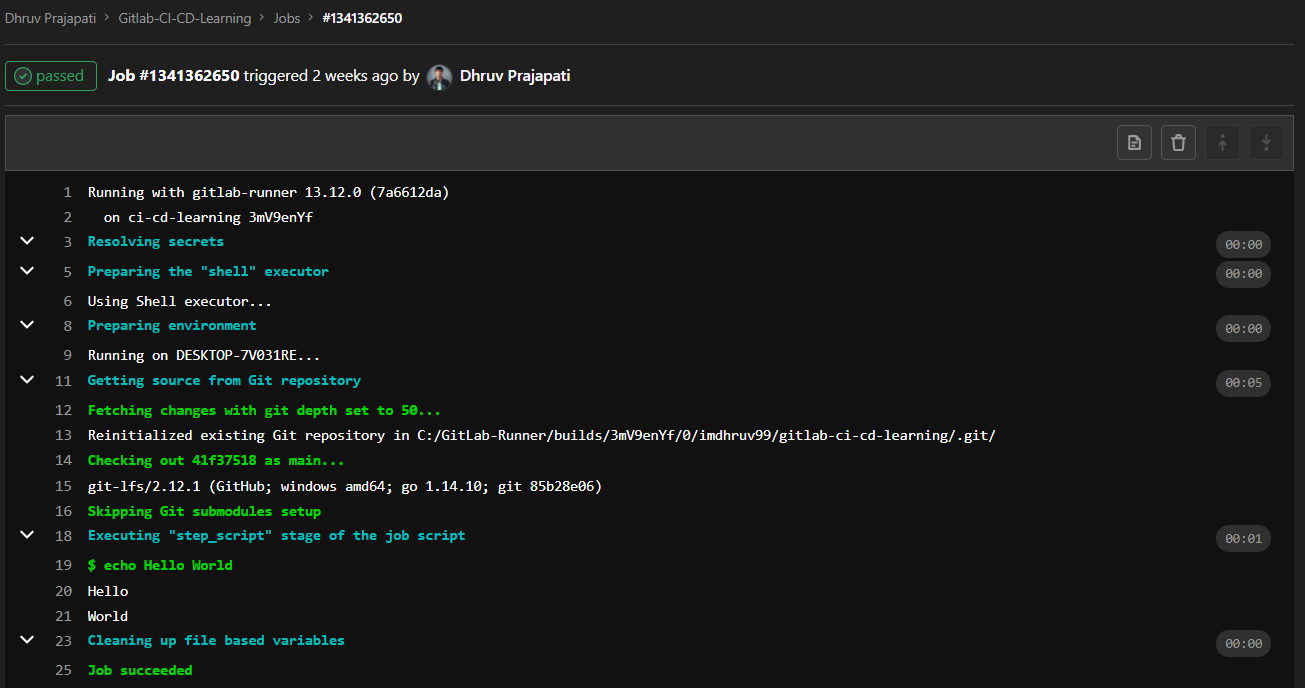 Dhruv Prajapati > Gitlab-CI-CD-Learning > Jobs > #1341362650
passed Job #1341362650 triggered 2 weeks ago by Dhruv Prajapati
1 Running with gitlab-runner 13.12.0 (7a6612da)
2 on ci-cd-learning 3mV9enYf
3 Resolving secrets 00:00
5 Preparing the "shell" executor 00:00
6 Using Shell executor...
8 Preparing environment 00:00
9 Running on DESKTOP-7V031RE...
11 Getting source from Git repository 00:05
12 Fetching changes with git depth set to 50...
13 Reinitialized existing Git repository in C:/GitLab-Runner/builds/3mV9enYf/0/imdhruv99/gitlab-ci-cd-learning/.git/
14 Checking out 41f37518 as main...
15 git-lfs/2.12.1 (GitHub; windows amd64; go 1.14.10; git 85b28e06)
16 Skipping Git submodules setup
18 Executing "step_script" stage of the job script 00:01
19 $ echo Hello World
20 Hello
21 World
23 Cleaning up file based variables 00:00
25 Job succeeded